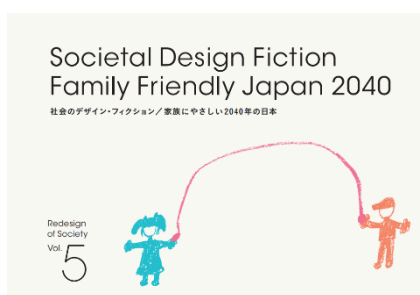 Societal Design Fiction
Family Friendly Japan 2040
社会のデザイン・フィクション／家族にやさしい2040年の日本
Redesign
of Society
Vol.
5